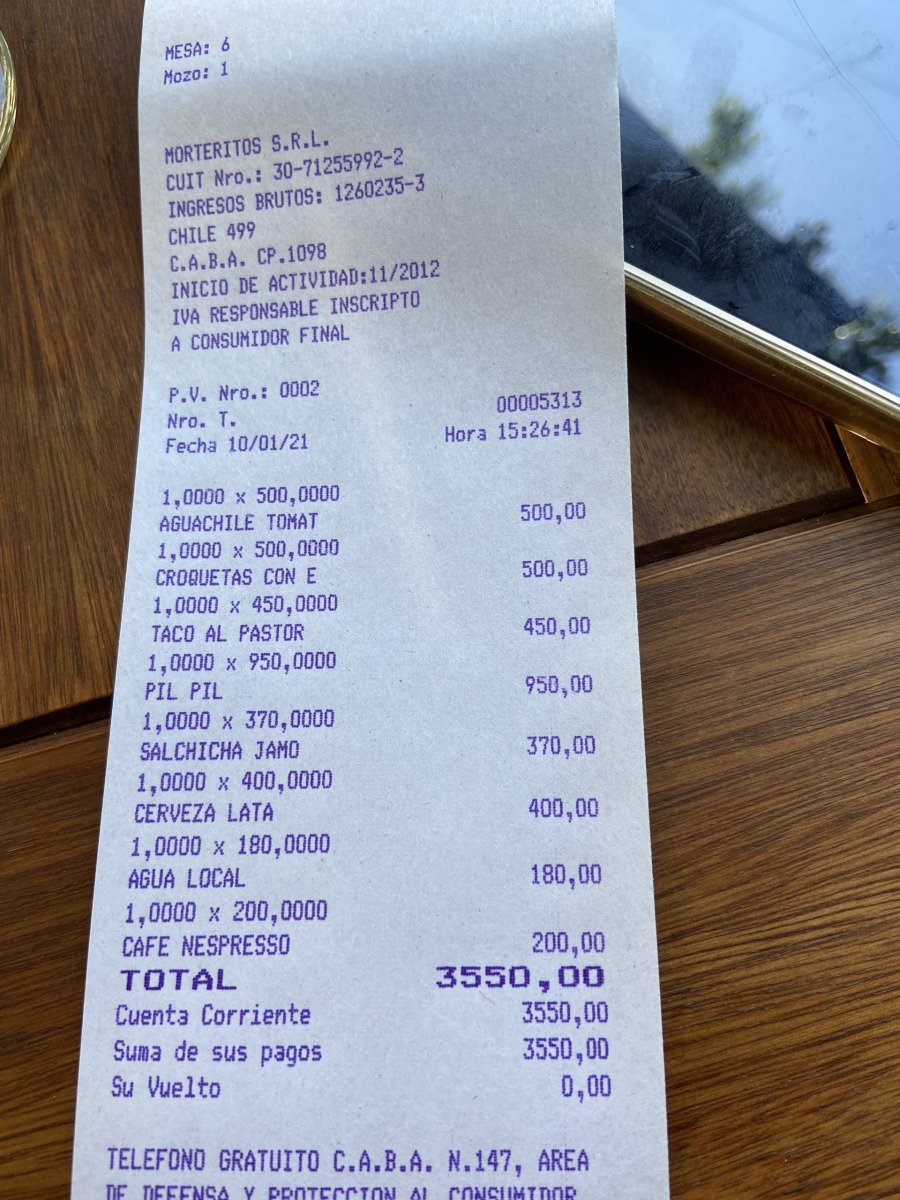 MESA: 6
Mozo: 1
MORTERITOS S.R.L.
CUIT Nro.: 30-71255992-2
INGRESOS BRUTOS: 1260235-3
CHILE 499
C.A.B.A. CP.1098
INICIO DE ACTIVIDAD:11/2012
IVA RESPONSABLE INSCRIPTO
A CONSUMIDOR FINAL
P.V. Nro.: 0002
Nro. T. 00005313
Fecha 10/01/21 Hora 15:26:41
1,0000 x 500,0000
AGUACHILE TOMAT 500,00
1,0000 x 500,0000
CROQUETAS CON E 500,00
1,0000 x 450,0000
TACO AL PASTOR 450,00
1,0000 x 950,0000
PIL PIL 950,00
1,0000 x 370,0000
SALCHICHA JAMO 370,00
1,0000 x 400,0000
CERVEZA LATA 400,00
1,0000 x 180,0000
AGUA LOCAL 180,00
1,0000 x 200,0000
CAFE NESPRESSO 200,00
TOTAL 3550,00
Cuenta Corriente 3550,00
Suma de sus pagos 3550,00
Su Vuelto 0,00
TELEFONO GRATUITO C.A.B.A. N.147, AREA
DE DEFENSA Y PROTECCION AL CONSUMIDOR